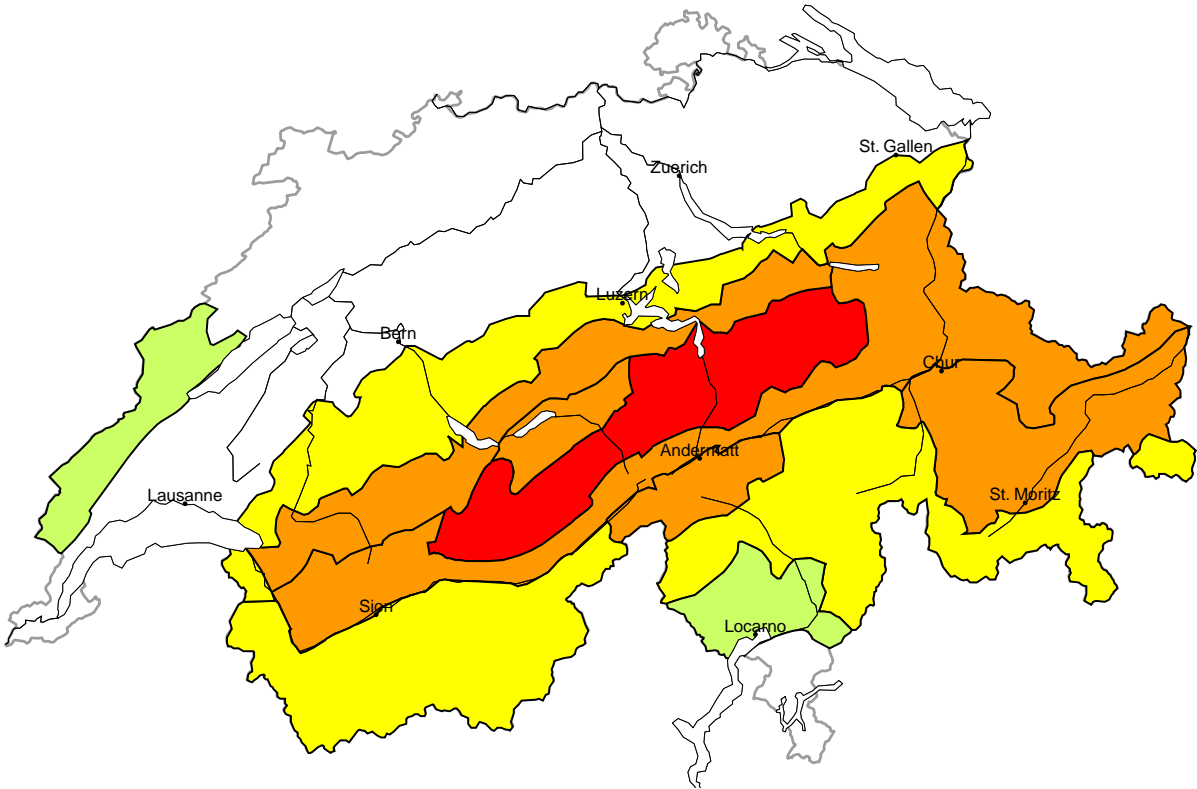 St. Gallen
Zuerich
Luzern
Bern
Chur
Andermatt
Lausanne
St. Moritz
Sion
Locarno